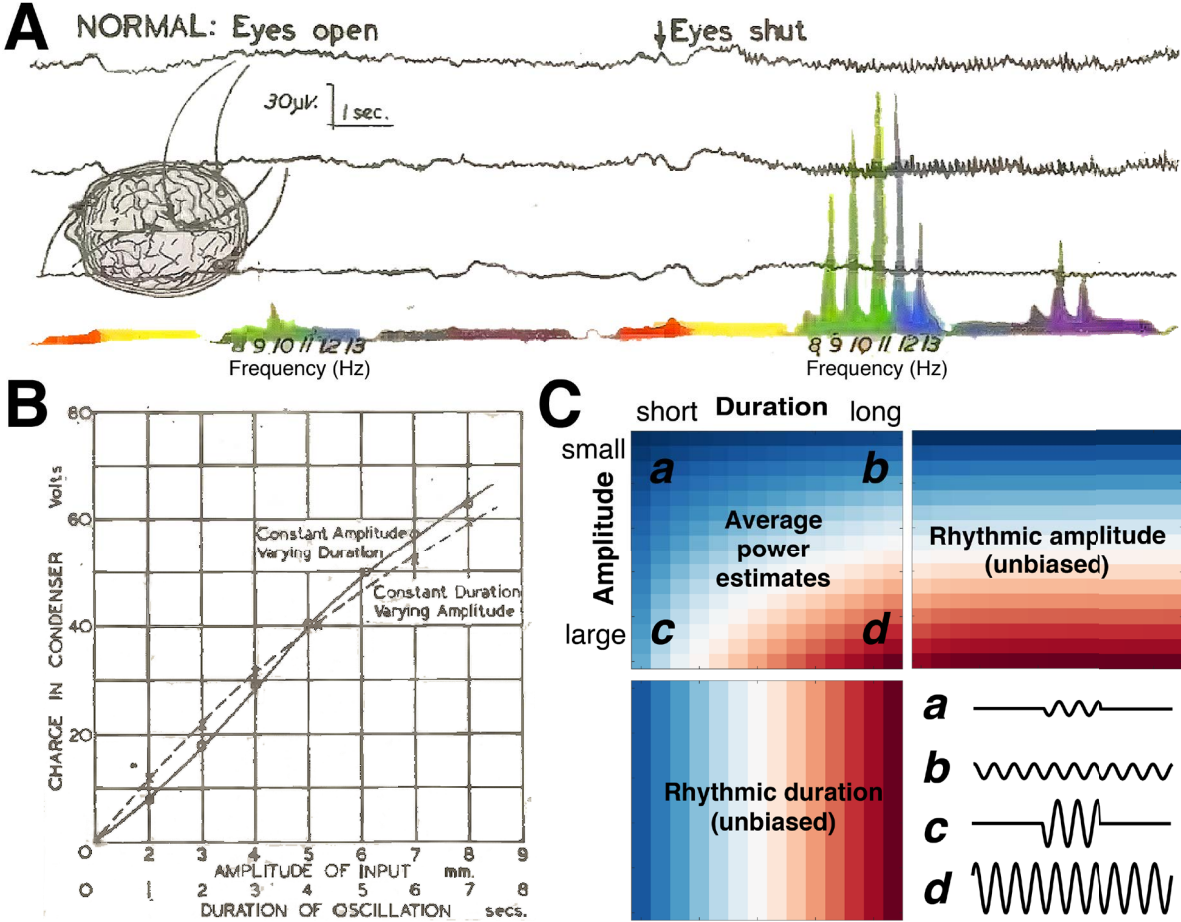 A
NORMAL: Eyes open
Eyes shut
30µV.
1 sec.
8 9 10 11 12 13
8 9 10 11 12 13
Frequency (Hz)
Frequency (Hz)
B
80
60
40
20
0
CHARGE IN CONDENSER Volts
Constant Amplitude
Varying Duration
Constant Duration
Varying Amplitude
2 3 4 5 6 7 8 9
AMPLITUDE OF INPUT mm.
0 1 2 3 4 5 6 7 8
DURATION OF OSCILLATION secs.
C
short Duration long
small
Amplitude
large
a
b
Average
power
estimates
c
d
Rhythmic amplitude
(unbiased)
Rhythmic duration
(unbiased)
a
b
c
d